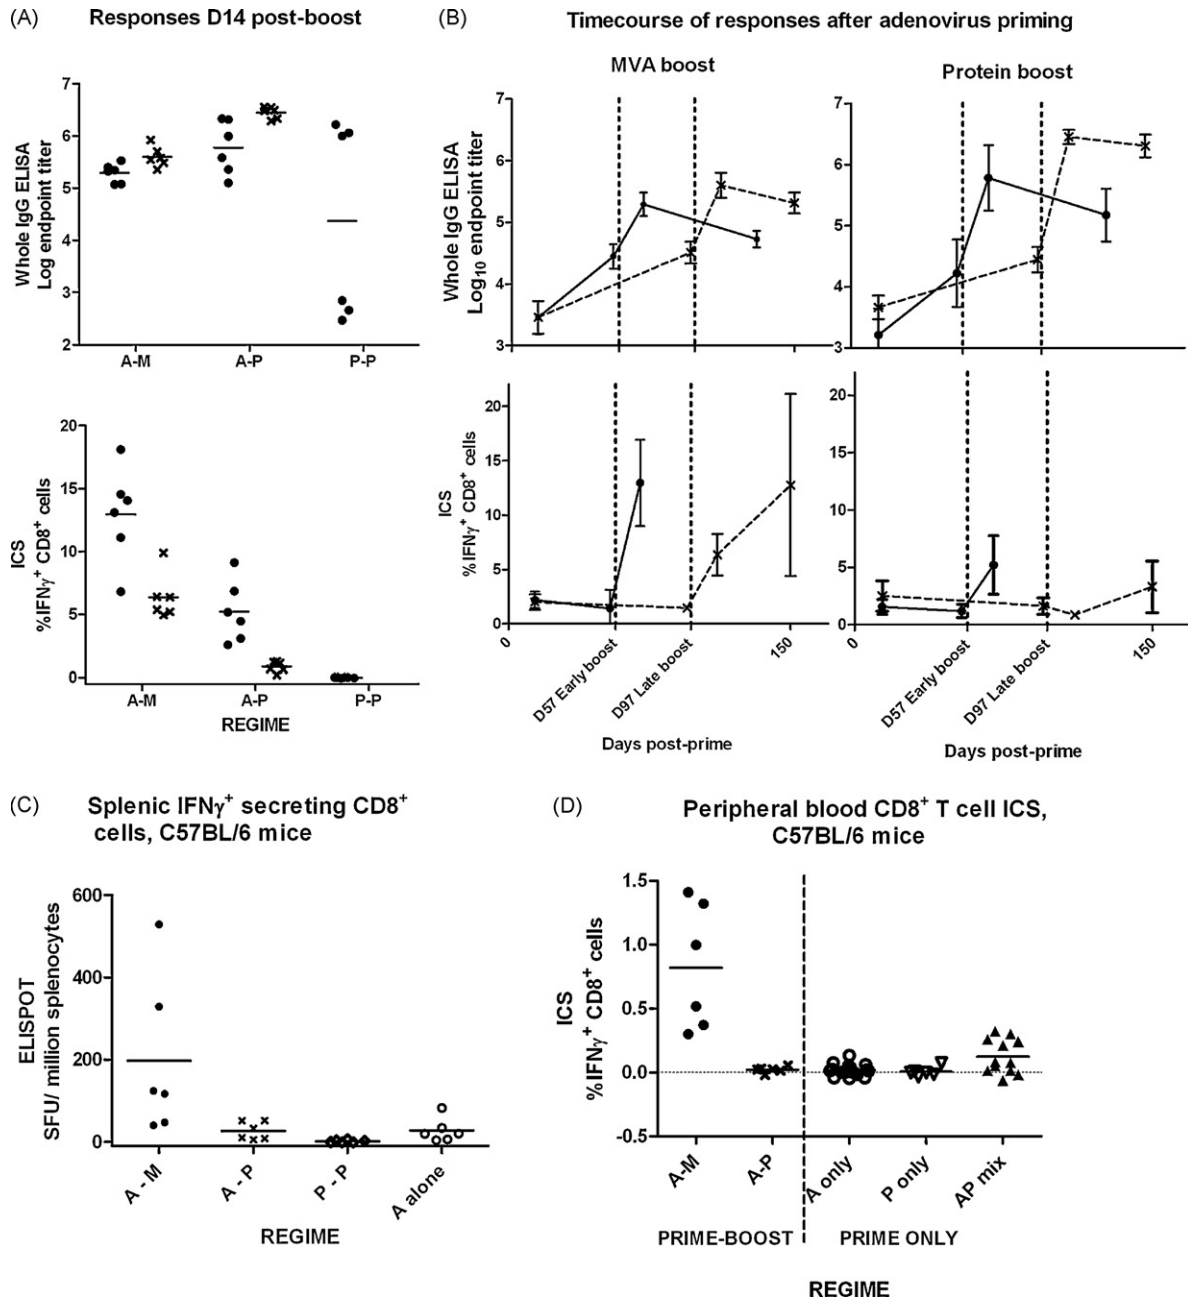 (A)
Responses D14 post-boost
Whole IgG ELISA
Log endpoint titer
7
6
5
4
3
2
A-M
A-P
P-P
ICS
%IFNγ⁺ CD8⁺ cells
20
15
10
5
0
A-M
A-P
P-P
REGIME
(B)
Timecourse of responses after adenovirus priming
MVA boost
Protein boost
Whole IgG ELISA
Log₁₀ endpoint titer
7
6
5
4
3
7
6
5
4
3
ICS
%IFNγ⁺ CD8⁺ cells
20
15
10
5
0
20
15
10
5
0
0
D57 Early boost
D97 Late boost
150
Days post-prime
0
D57 Early boost
D97 Late boost
150
Days post-prime
(C)
Splenic IFNγ⁺ secreting CD8⁺
cells, C57BL/6 mice
ELISPOT
SFU/ million splenocytes
600
400
200
0
A - M
A - P
P - P
A alone
REGIME
(D)
Peripheral blood CD8⁺ T cell ICS,
C57BL/6 mice
ICS
%IFNγ⁺ CD8⁺ cells
1.5
1.0
0.5
0.0
-0.5
A-M
A-P
A only
P only
AP mix
PRIME-BOOST
PRIME ONLY
REGIME